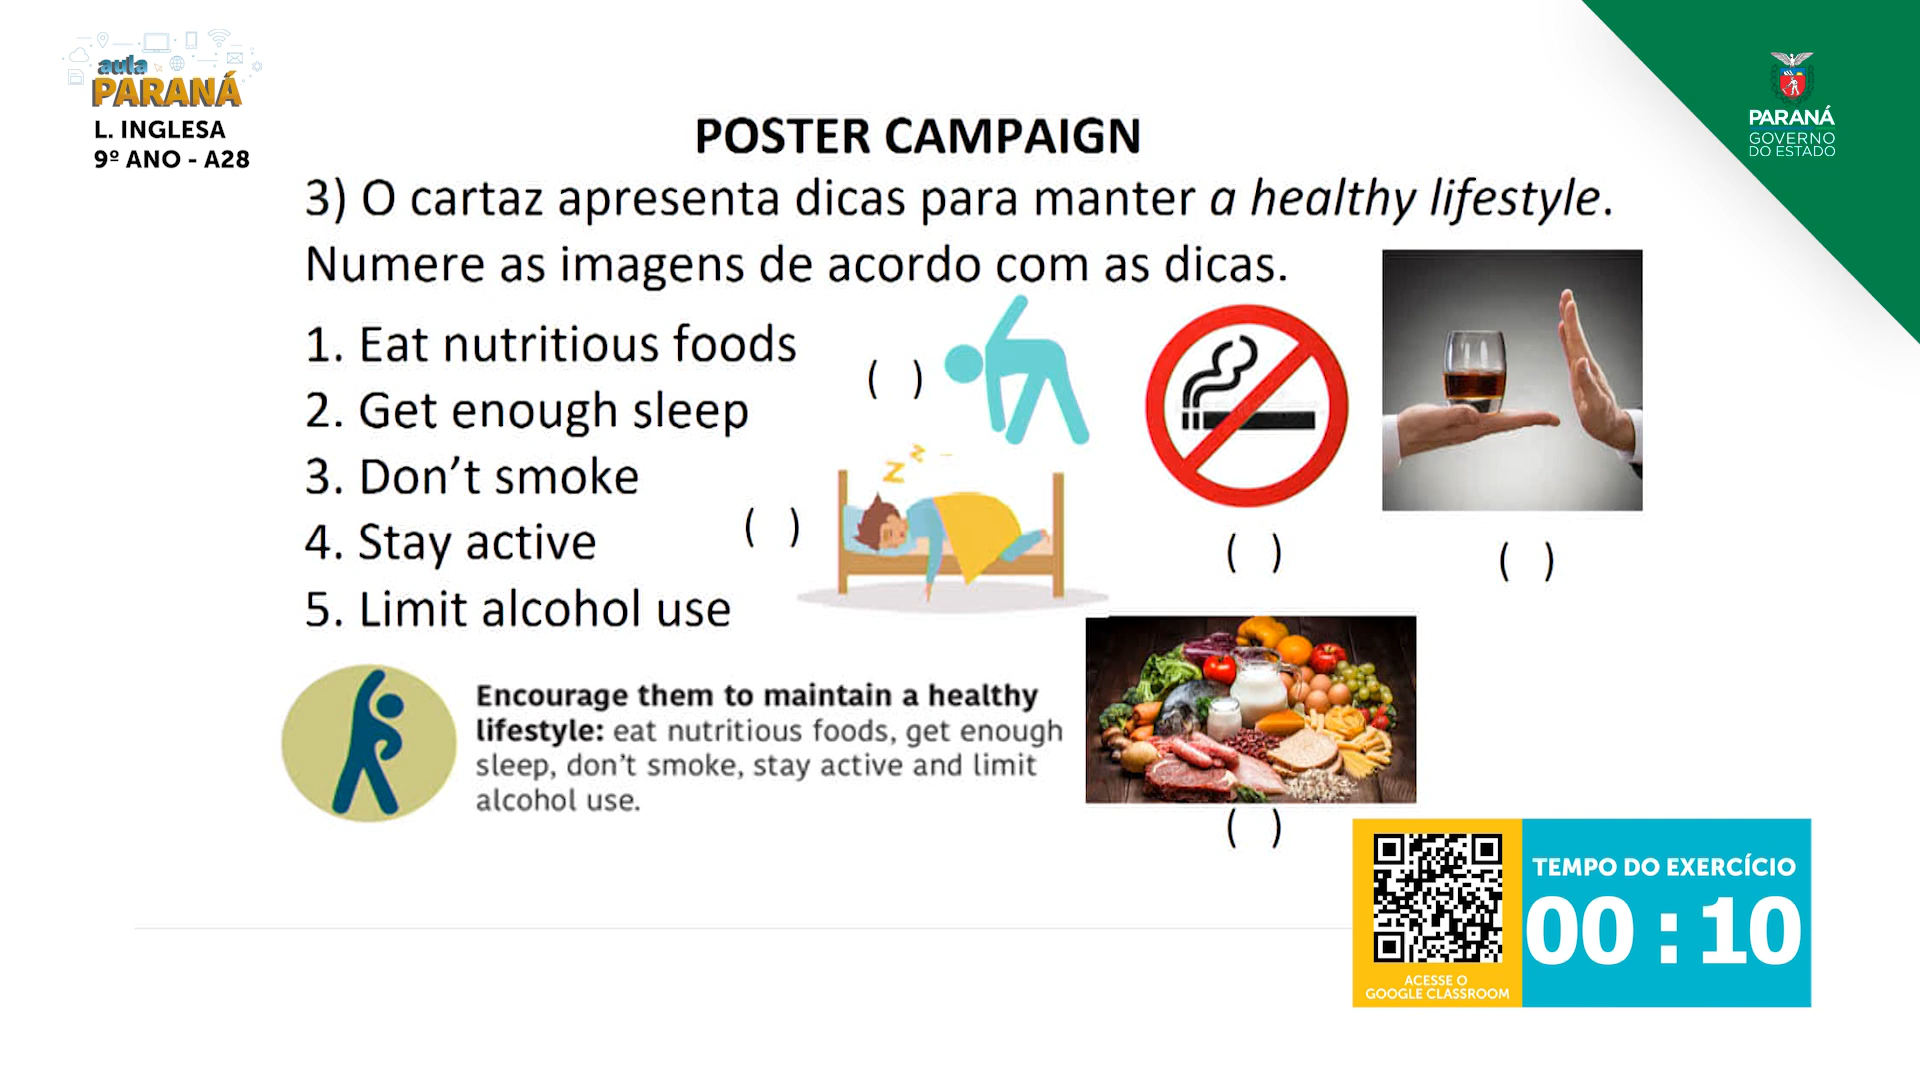 aula
PARANÁ
L. INGLESA
9º ANO - A28
PARANÁ
GOVERNO
DO ESTADO
POSTER CAMPAIGN
3) O cartaz apresenta dicas para manter a healthy lifestyle.
Numere as imagens de acordo com as dicas.
1. Eat nutritious foods
2. Get enough sleep
3. Don't smoke
4. Stay active
5. Limit alcohol use
( )
( )
( )
( )
( )
z z
Encourage them to maintain a healthy
lifestyle: eat nutritious foods, get enough
sleep, don't smoke, stay active and limit
alcohol use.
ACESSE O
GOOGLE CLASSROOM
TEMPO DO EXERCÍCIO
00 : 10